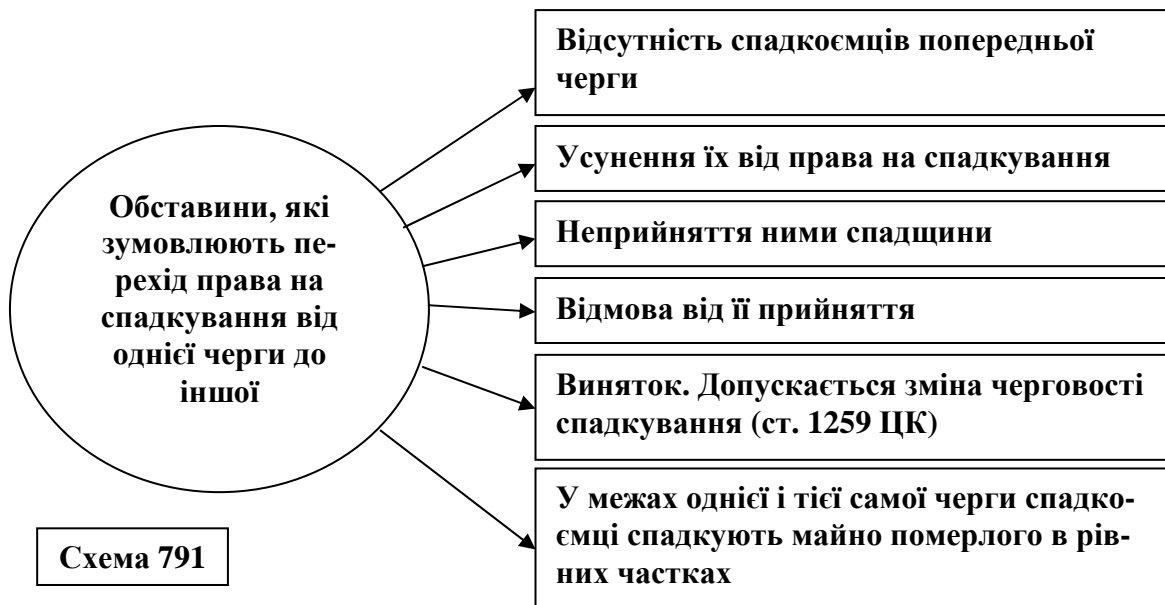 Обставини, які
зумовлюють пе-
рехід права на
спадкування від
однієї черги до
іншої
Відсутність спадкоємців попередньої
черги
Усунення їх від права на спадкування
Неприйняття ними спадщини
Відмова від її прийняття
Виняток. Допускається зміна черговості
спадкування (ст. 1259 ЦК)
У межах однієї і тієї самої черги спадко-
ємці спадкують майно померлого в рів-
них частках
Схема 791